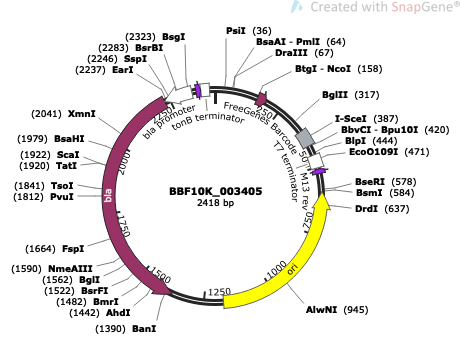 Created with SnapGene®
(2323) BsgI
(2283) BsrBI
(2246) SspI
(2237) EarI
PsiI (36)
BsaAI - PmlI (64)
DraIII (67)
BtgI - NcoI (158)
BglII (317)
I-SceI (387)
BbvCI - Bpu10I (420)
BlpI (444)
EcoO109I (471)
BseRI (578)
BsmI (584)
DrdI (637)
AlwNI (945)
(2041) XmnI
(1979) BsaHI
(1922) ScaI
(1920) TatI
(1841) TsoI
(1812) PvuI
(1664) FspI
(1590) NmeAIII
(1562) BglI
(1522) BsrFI
(1482) BmrI
(1442) AhdI
(1390) BanI
bla promoter
tonB terminator
FreeGenes Barcode
T7 terminator
M13 rev
ori
bla
250
1000
1250
1500
1750
2000
BBF10K_003405
2418 bp